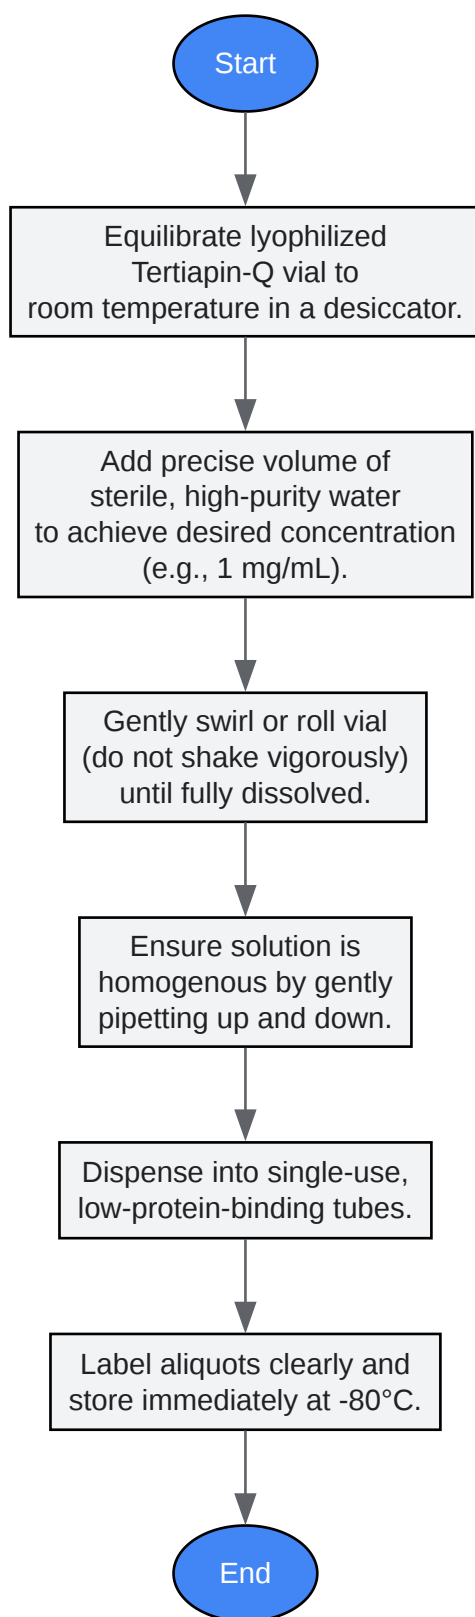 Start
Equilibrate lyophilized
Tertiapin-Q vial to
room temperature in a desiccator.
Add precise volume of
sterile, high-purity water
to achieve desired concentration
(e.g., 1 mg/mL).
Gently swirl or roll vial
(do not shake vigorously)
until fully dissolved.
Ensure solution is
homogenous by gently
pipetting up and down.
Dispense into single-use,
low-protein-binding tubes.
Label aliquots clearly and
store immediately at -80°C.
End